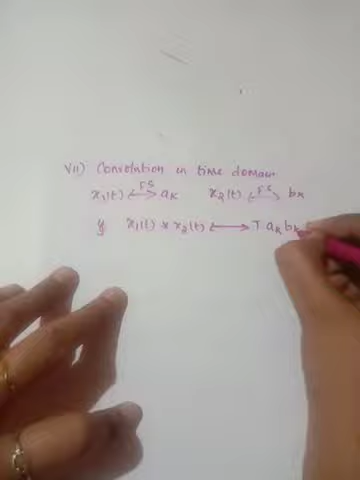 VII) Convolution in time domain
x₁(t) <-FS-> aₖ x₂(t) <-FS-> bₖ
y x₁(t) * x₂(t) <-> T aₖ bₖ